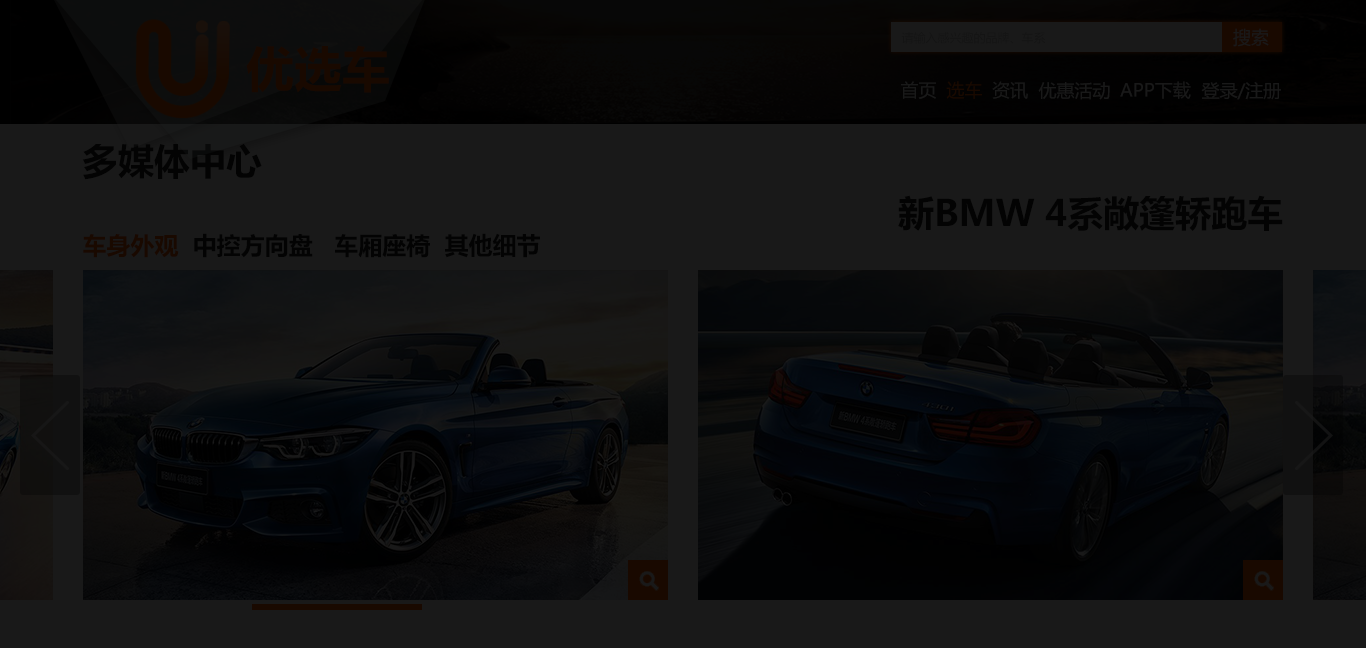 优选车
搜索
首页 选车 资讯 优惠活动 APP下载 登录/注册
多媒体中心
新BMW 4系敞篷轿跑车
车身外观 中控方向盘 车厢座椅 其他细节